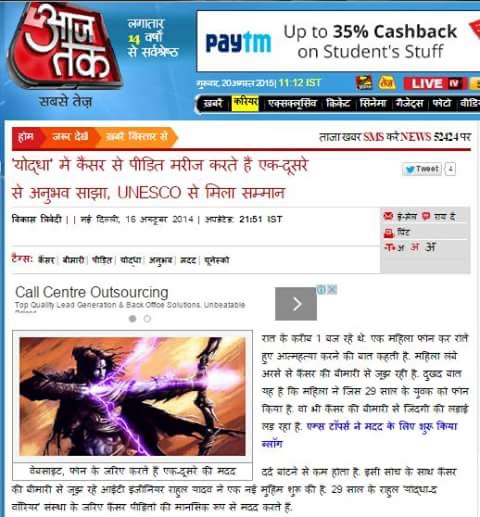 आज तक
सबसे तेज़
लगातार
14 वर्षों
से सर्वश्रेष्ठ
Paytm
Up to 35% Cashback
on Student's Stuff
गुरुवार, 20 अगस्त 2015 | 11:12 IST
तेज़
LIVE TV
ख़बरें | करियर | एक्सक्लूसिव | क्रिकेट | सिनेमा | गैजेट्स | फोटो
होम जरूर देखें ख़बरें विस्तार से ताजा खबर SMS करें NEWS 52424 पर
'योद्धा' में कैंसर से पीड़ित मरीज करते हैं एक-दूसरे
से अनुभव साझा, UNESCO से मिला सम्मान
Tweet 4
विकास त्रिवेदी | | नई दिल्ली, 16 अक्टूबर 2014 | अपडेटेड: 21:51 IST
ई-मेल राय दें
प्रिंट
-T+ अ अ अ
टैग्स: कैंसर| बीमारी| पीड़ित| योद्धा| अनुभव| मदद| यूनेस्को
Call Centre Outsourcing
Top Quality Lead Generation & Back Office Solutions. Unbeatable
रात के करीब 1 बज रहे थे. एक महिला फोन कर रोते
हुए आत्महत्या करने की बात कहती है. महिला लंबे
अरसे से कैंसर की बीमारी से जूझ रही है. दुखद बात
यह है कि महिला ने जिस 29 साल के युवक को फोन
किया है. वो भी कैंसर की बीमारी से जिंदगी की लड़ाई
लड़ रहा है. एम्स टॉपर्स ने मदद के लिए शुरू किया
ब्लॉग
वेबसाइट, फोन के जरिए करते हैं एक-दूसरे की मदद
दर्द बांटने से कम होता है. इसी सोच के साथ कैंसर
की बीमारी से जूझ रहे आईटी इंजीनियर राहुल यादव ने एक नई मुहिम शुरू की है. 29 साल के राहुल 'योद्धा-द
वॉरियर' संस्था के जरिए कैंसर पीड़ितों की मानसिक रूप से मदद करते हैं.